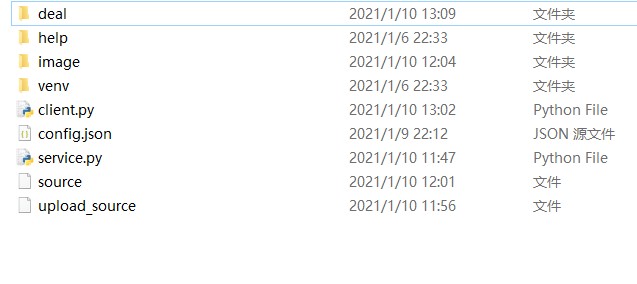 deal 2021/1/10 13:09 文件夹
help 2021/1/6 22:33 文件夹
image 2021/1/10 12:04 文件夹
venv 2021/1/6 22:33 文件夹
client.py 2021/1/10 13:02 Python File
config.json 2021/1/9 22:12 JSON 源文件
service.py 2021/1/10 11:47 Python File
source 2021/1/10 12:01 文件
upload_source 2021/1/10 11:56 文件